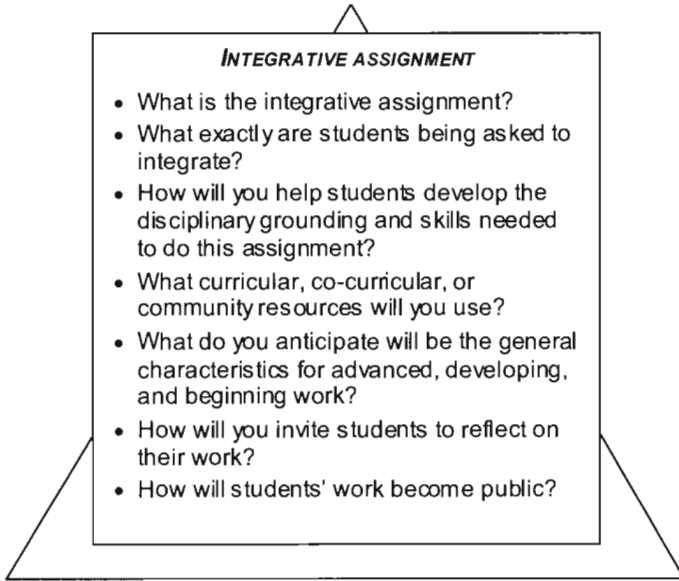 INTEGRATIVE ASSIGNMENT
• What is the integrative assignment?
• What exactly are students being asked to
integrate?
• How will you help students develop the
disciplinary grounding and skills needed
to do this assignment?
• What curricular, co-curricular, or
community resources will you use?
• What do you anticipate will be the general
characteristics for advanced, developing,
and beginning work?
• How will you invite students to reflect on
their work?
• How will students' work become public?